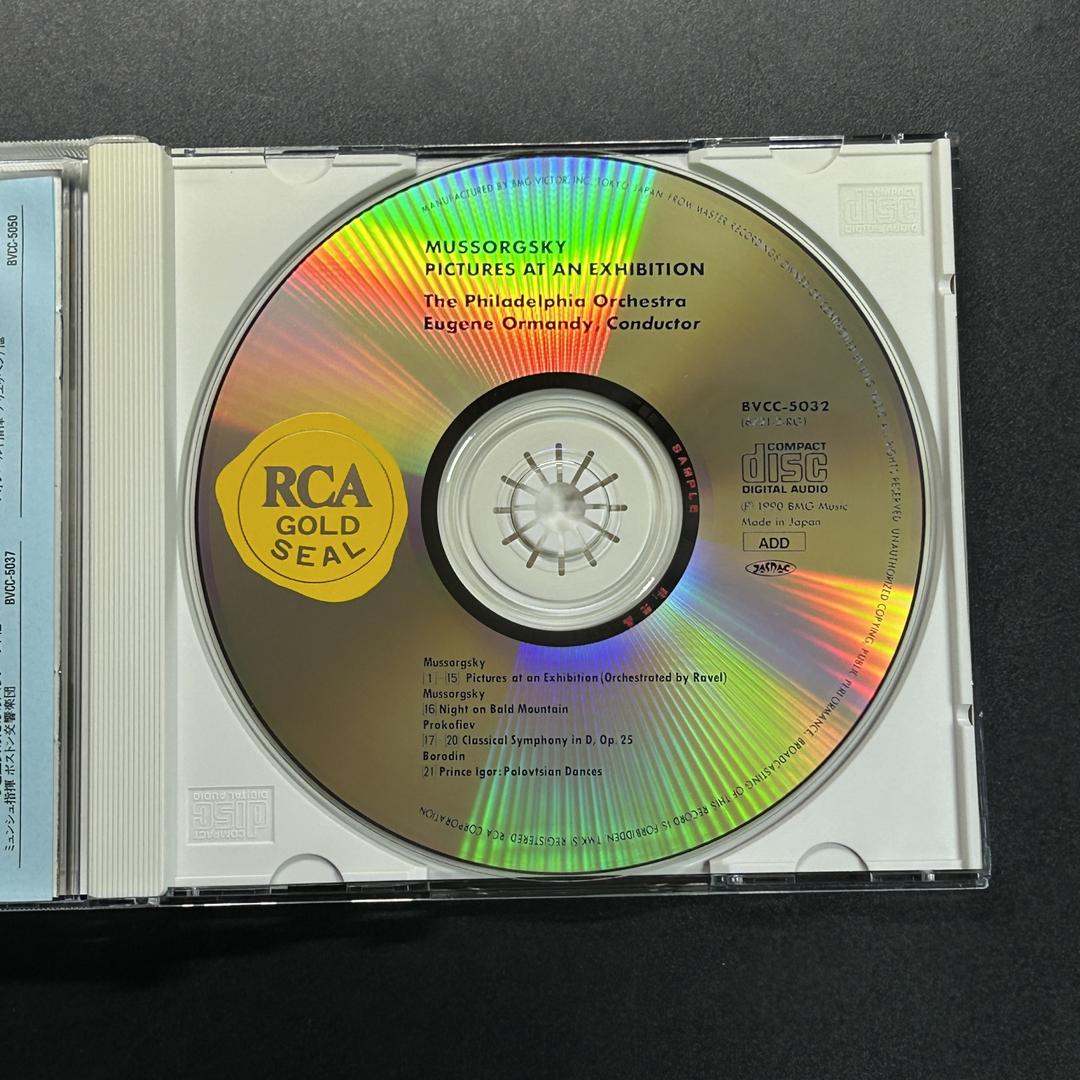 MANUFACTURED BY BMG VICTOR, INC., TOKYO, JAPAN FROM MASTER RECORDINGS OWNED OF
MUSSORGSKY
PICTURES AT AN EXHIBITION
The Philadelphia Orchestra
Eugene Ormandy, Conductor
RCA
GOLD
SEAL
SAMPLE
BVCC-5032
COMPACT
disc
DIGITAL AUDIO
Ⓟ 1990 BMG Music
Made in Japan
ADD
JASRAC
Mussorgsky
1 - 15 Pictures at an Exhibition (Orchestrated by Ravel)
Mussorgsky
16 Night on Bald Mountain
Prokofiev
17 - 20 Classical Symphony in D, Op. 25
Borodin
21 Prince Igor: Polovtsian Dances
RIGHTS RESERVED. UNAUTHORIZED COPYING, PUBLIC PERFORMANCE, BROADCASTING OF THIS RECORD IS FORBIDDEN. TMK(S) REGISTERED RCA CORPORATION
COMPACT
disc
DIGITAL AUDIO
COMPACT
disc
DIGITAL AUDIO
BVCC-5050
BVCC-5037
ミュンシュ指揮 ボストン交響楽団